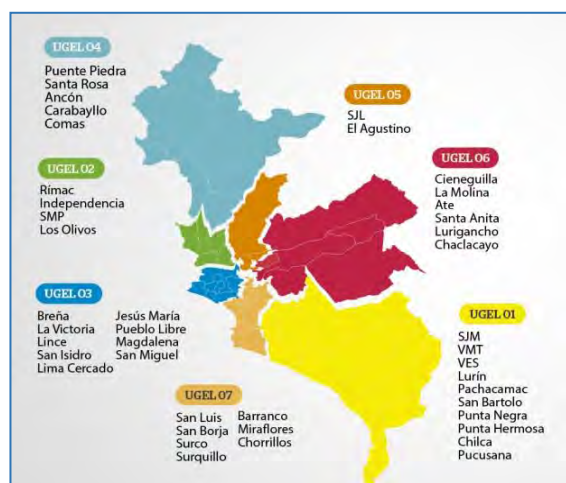 UGEL 04
Puente Piedra
Santa Rosa
Ancón
Carabayllo
Comas
UGEL 05
SJL
El Agustino
UGEL 02
Rímac
Independencia
SMP
Los Olivos
UGEL 06
Cieneguilla
La Molina
Ate
Santa Anita
Lurigancho
Chaclacayo
UGEL 03
Breña
La Victoria
Lince
San Isidro
Lima Cercado
Jesús María
Pueblo Libre
Magdalena
San Miguel
UGEL 01
SJM
VMT
VES
Lurín
Pachacamac
San Bartolo
Punta Negra
Punta Hermosa
Chilca
Pucusana
UGEL 07
San Luis
San Borja
Surco
Surquillo
Barranco
Miraflores
Chorrillos